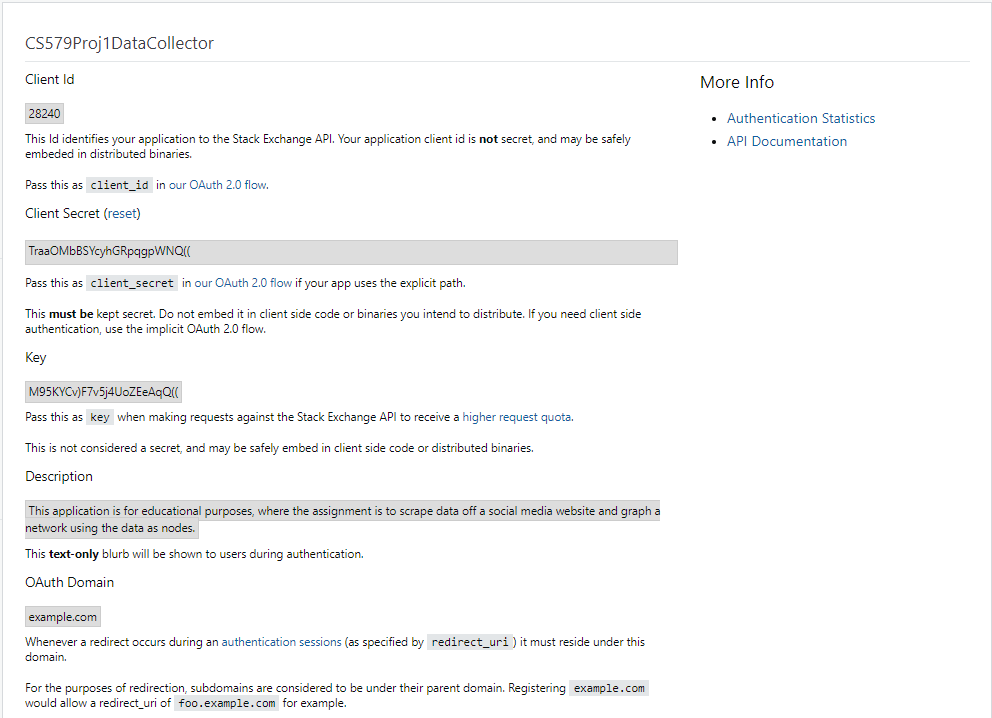 CS579Proj1DataCollector
Client Id
28240
This Id identifies your application to the Stack Exchange API. Your application client id is not secret, and may be safely
embeded in distributed binaries.
Pass this as client_id in our OAuth 2.0 flow.
Client Secret (reset)
TraaOMbBSYcyhGRpqgpWNQ((
Pass this as client_secret in our OAuth 2.0 flow if your app uses the explicit path.
This must be kept secret. Do not embed it in client side code or binaries you intend to distribute. If you need client side
authentication, use the implicit OAuth 2.0 flow.
Key
M95KYCv)F7v5j4UoZEeAqQ((
Pass this as key when making requests against the Stack Exchange API to receive a higher request quota.
This is not considered a secret, and may be safely embed in client side code or distributed binaries.
Description
This application is for educational purposes, where the assignment is to scrape data off a social media website and graph a
network using the data as nodes.
This text-only blurb will be shown to users during authentication.
OAuth Domain
example.com
Whenever a redirect occurs during an authentication sessions (as specified by redirect_uri) it must reside under this
domain.
For the purposes of redirection, subdomains are considered to be under their parent domain. Registering example.com
would allow a redirect_uri of foo.example.com for example.
More Info
Authentication Statistics
API Documentation